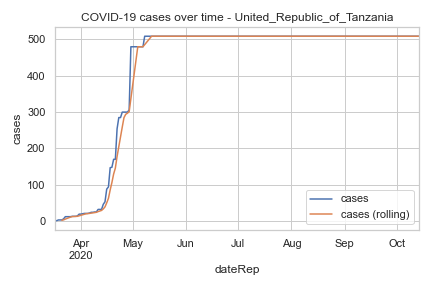 COVID-19 cases over time - United_Republic_of_Tanzania
500
400
300
200
100
0
cases
Apr
2020
May
Jun
Jul
Aug
Sep
Oct
dateRep
cases
cases (rolling)